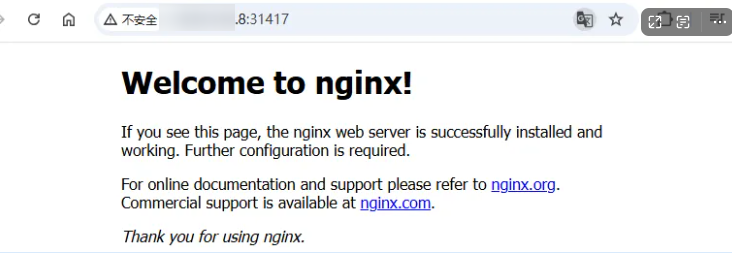 不安全 .8:31417
Welcome to nginx!
If you see this page, the nginx web server is successfully installed and
working. Further configuration is required.
For online documentation and support please refer to nginx.org.
Commercial support is available at nginx.com.
Thank you for using nginx.